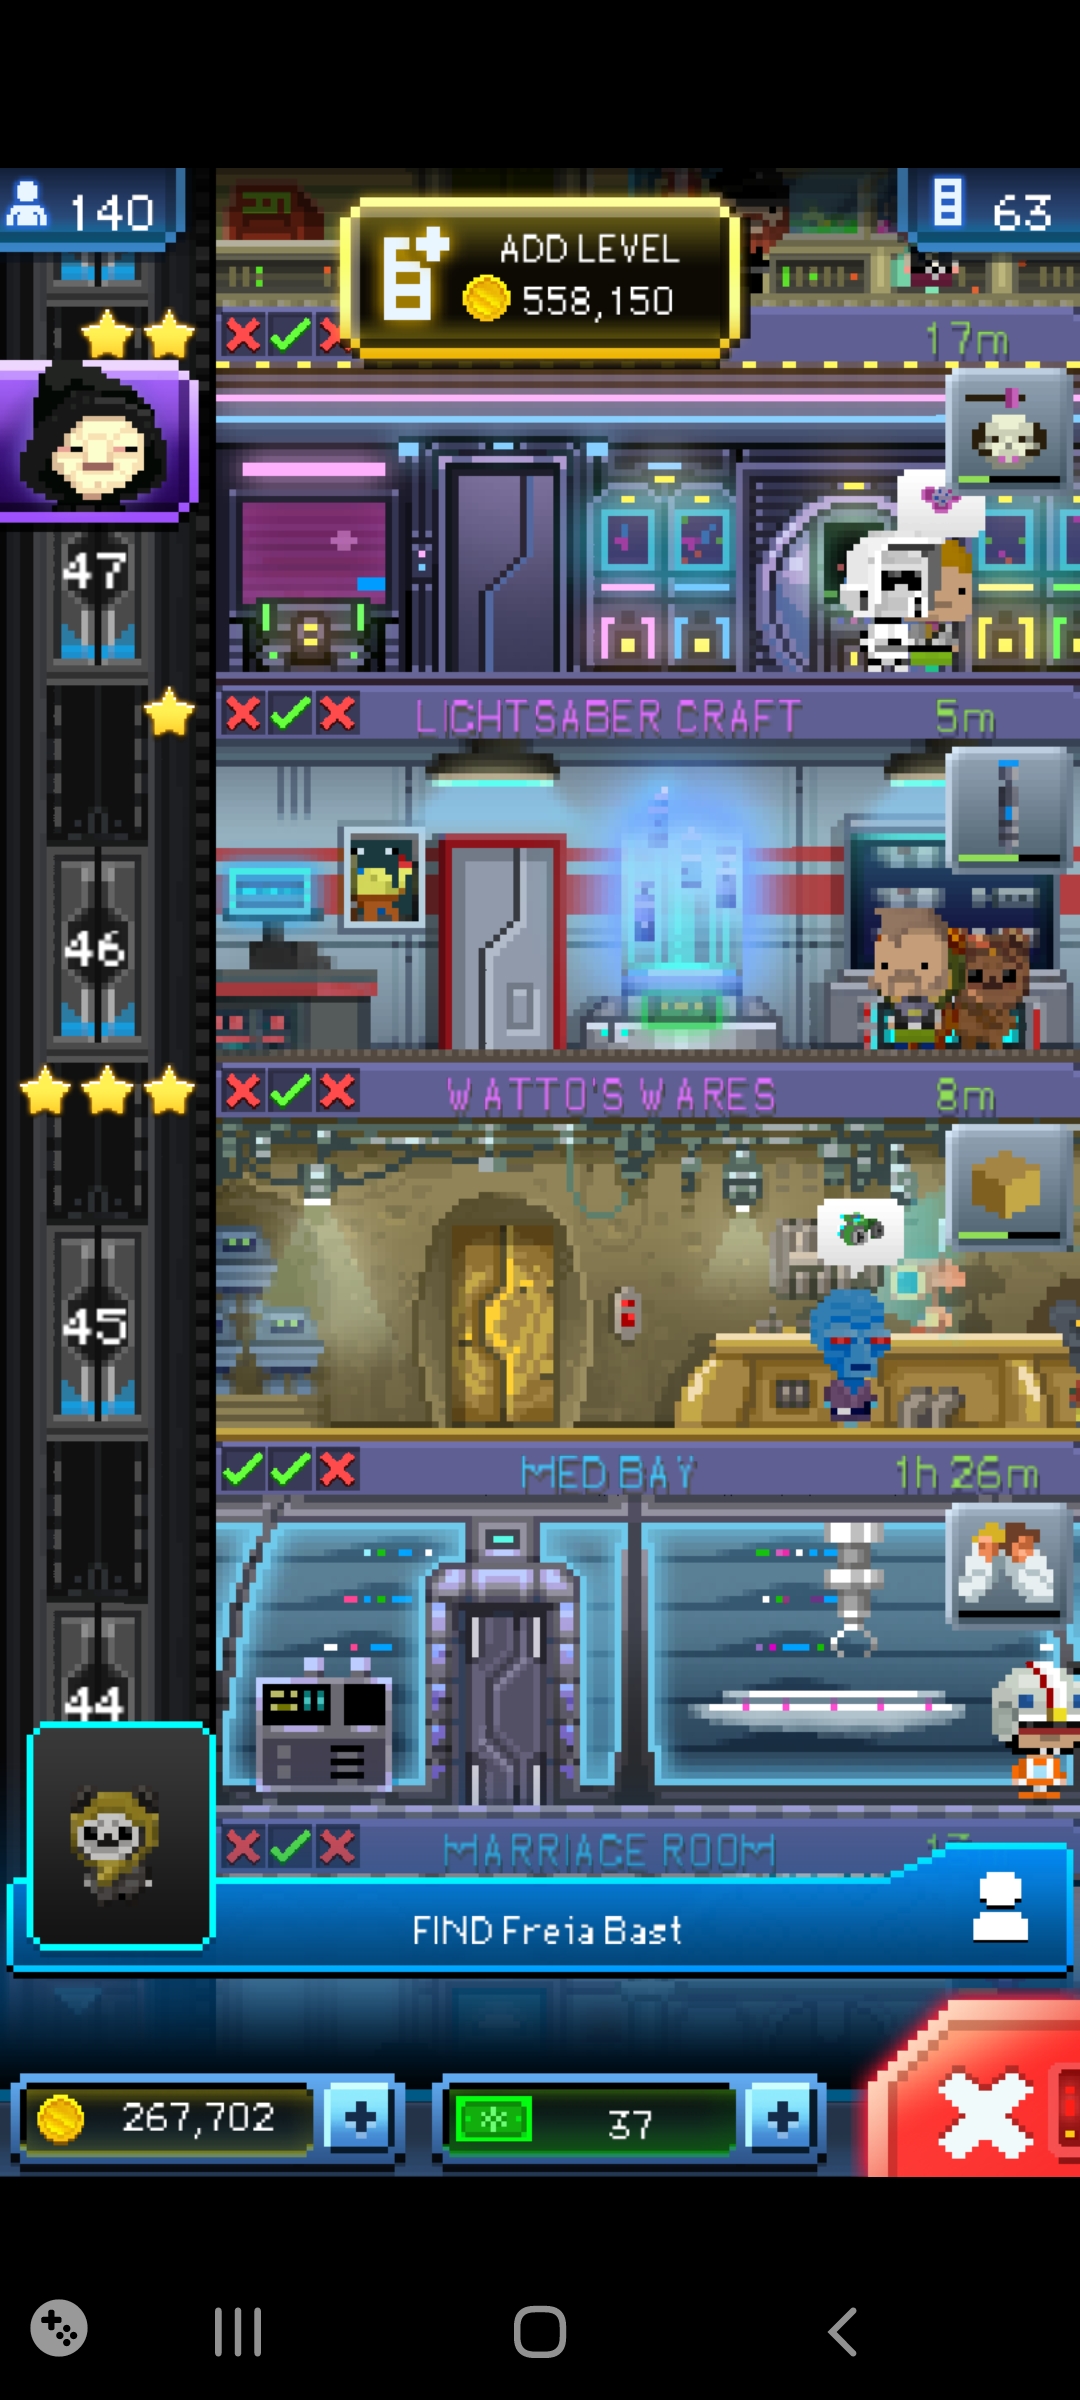 140
63
ADD LEVEL
558,150
17m
47
LIGHTSABER CRAFT
5m
46
WATTO'S WARES
8m
45
MED BAY
1h 26m
44
MARRIAGE ROOM
FIND Freia Bast
267,702
37